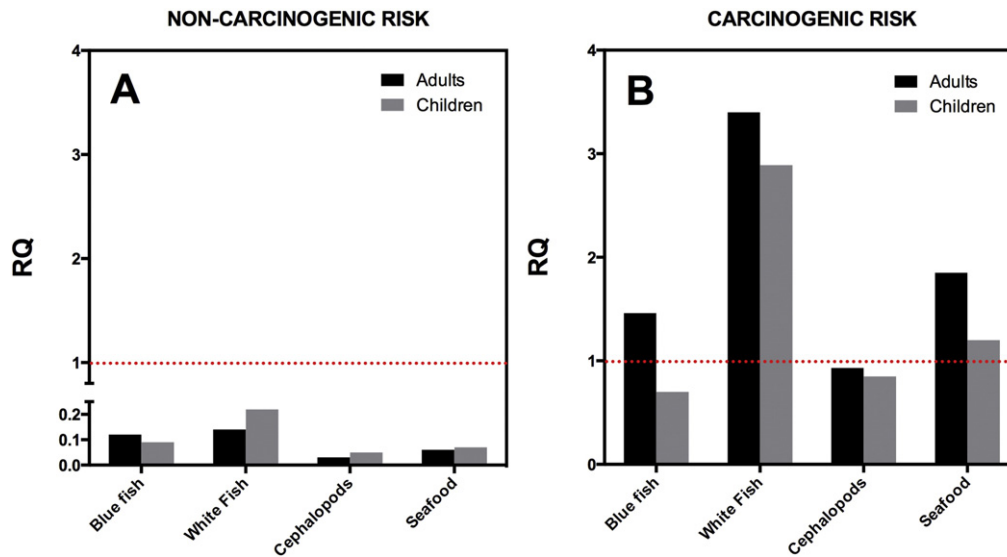 NON-CARCINOGENIC RISK
A
Adults
Children
RQ
4
3
2
1
0.2
0.1
0.0
Blue fish
White Fish
Cephalopods
Seafood
CARCINOGENIC RISK
B
Adults
Children
RQ
4
3
2
1
0
Blue fish
White Fish
Cephalopods
Seafood